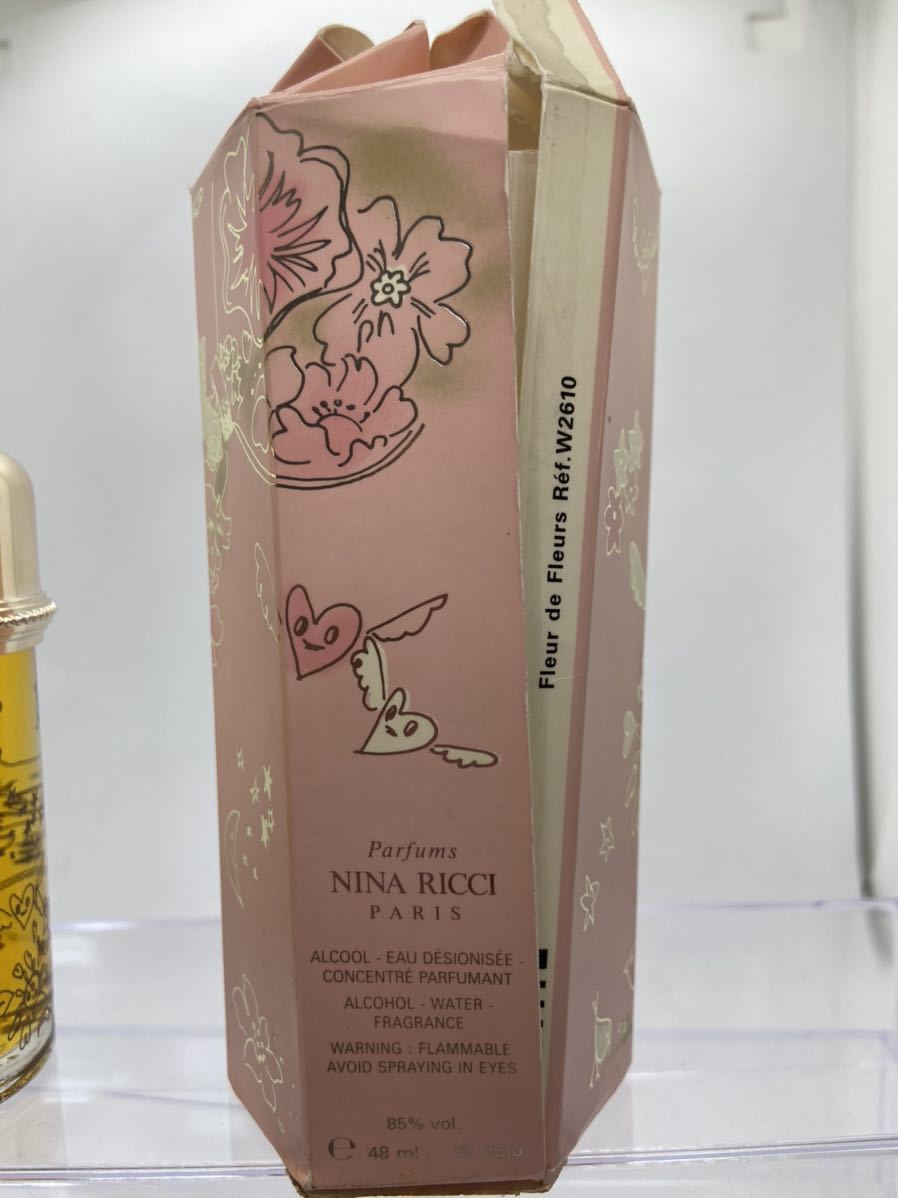 Parfums
NINA RICCI
PARIS
ALCOOL - EAU DÉSIONISÉE -
CONCENTRÉ PARFUMANT
ALCOHOL - WATER -
FRAGRANCE
WARNING : FLAMMABLE
AVOID SPRAYING IN EYES
85% vol.
℮ 48 ml
Fleur de Fleurs Réf.W2610